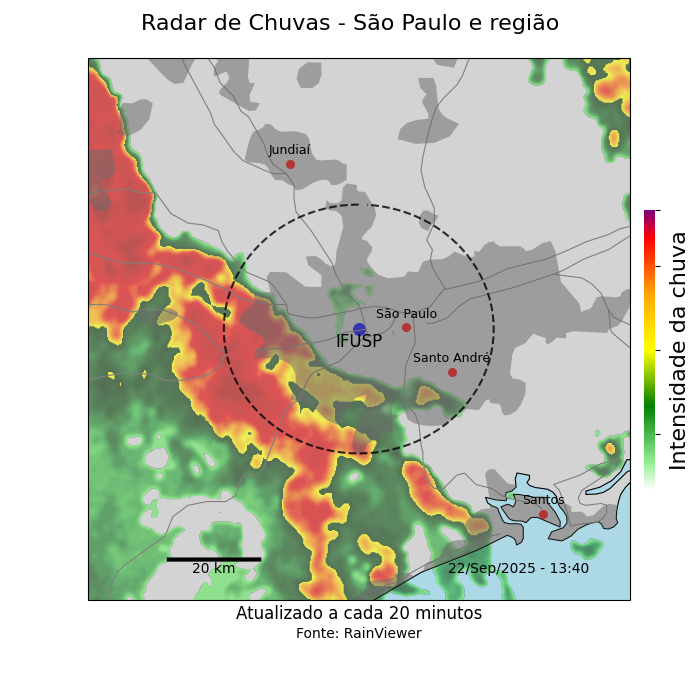 Radar de Chuvas - São Paulo e região
Jundiaí
São Paulo
IFUSP
Santo André
Santos
20 km
22/Sep/2025 - 13:40
Intensidade da chuva
Atualizado a cada 20 minutos
Fonte: RainViewer